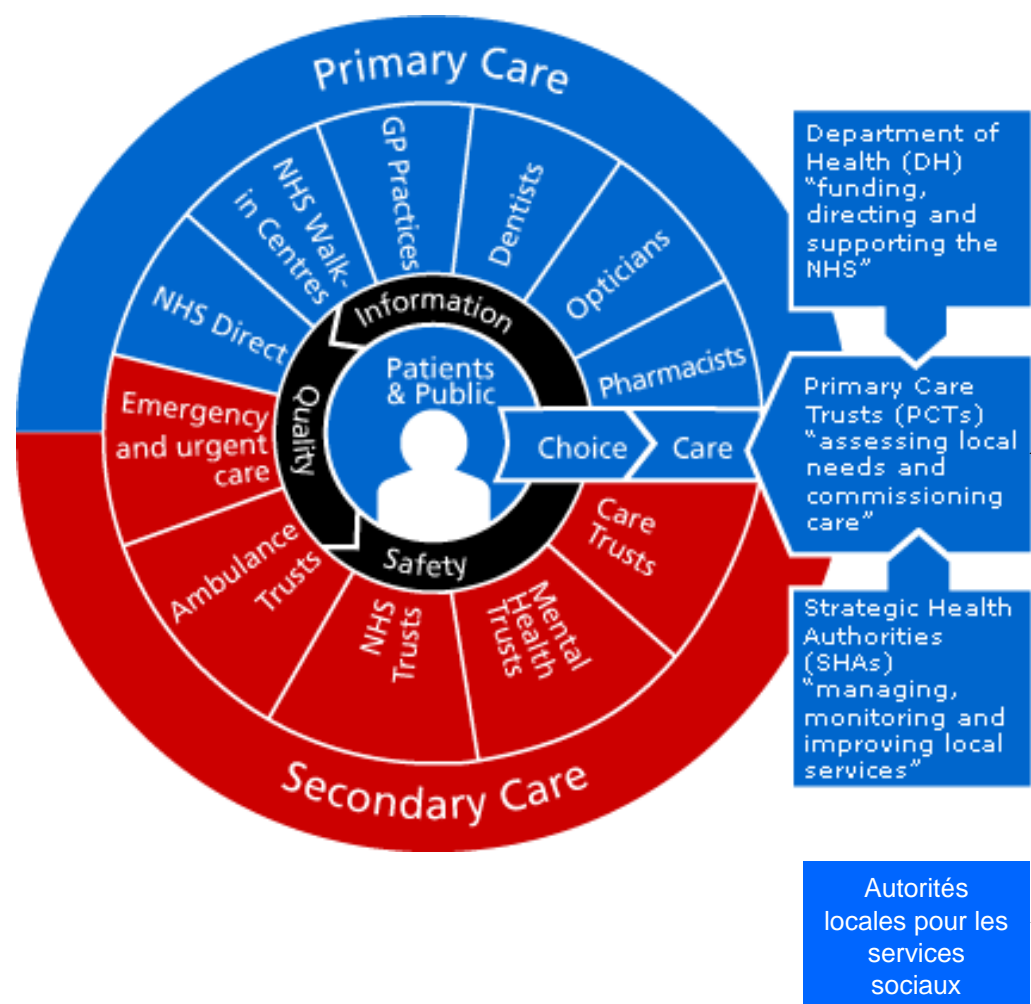 Primary Care
NHS Direct
NHS Walk-
in Centres
GP Practices
Dentists
Opticians
Pharmacists
Emergency
and urgent
care
Ambulance
Trusts
NHS
Trusts
Mental
Health
Trusts
Care
Trusts
Secondary Care
Information
Quality
Safety
Patients
& Public
Choice
Care
Department of
Health (DH)
"funding,
directing and
supporting the
NHS"
Primary Care
Trusts (PCTs)
"assessing local
needs and
commissioning
care"
Strategic Health
Authorities
(SHAs)
"managing,
monitoring and
improving local
services"
Autorités
locales pour les
services
sociaux